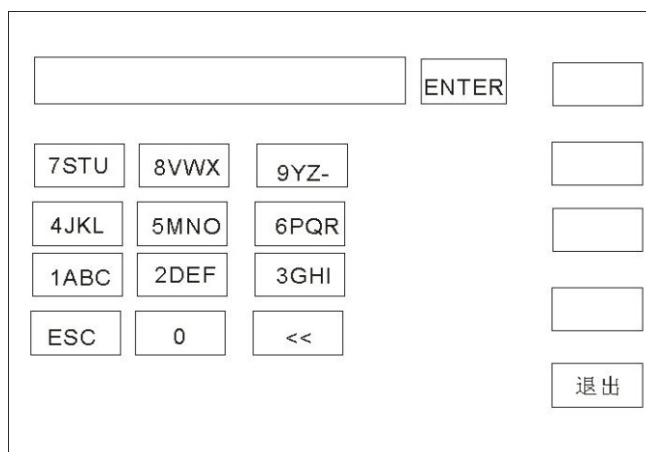 ENTER
7STU 8VWX 9YZ-
4JKL 5MNO 6PQR
1ABC 2DEF 3GHI
ESC 0 <<
退出